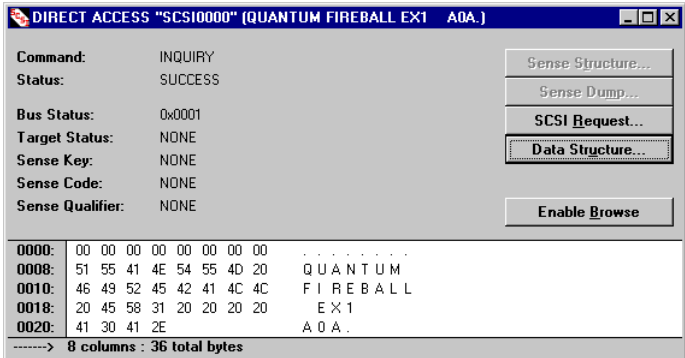 DIRECT ACCESS "SCSI0000" (QUANTUM FIREBALL EX1 A0A.)
Command: INQUIRY
Status: SUCCESS
Bus Status: 0x0001
Target Status: NONE
Sense Key: NONE
Sense Code: NONE
Sense Qualifier: NONE
Sense Structure...
Sense Dump...
SCSI Request...
Data Structure...
Enable Browse
0000: 00 00 00 00 00 00 00 00 . . . . . . . .
0008: 51 55 41 4E 54 55 4D 20 Q U A N T U M
0010: 46 49 52 45 42 41 4C 4C F I R E B A L L
0018: 20 45 58 31 20 20 20 20 E X 1
0020: 41 30 41 2E A 0 A .
-------> 8 columns : 36 total bytes